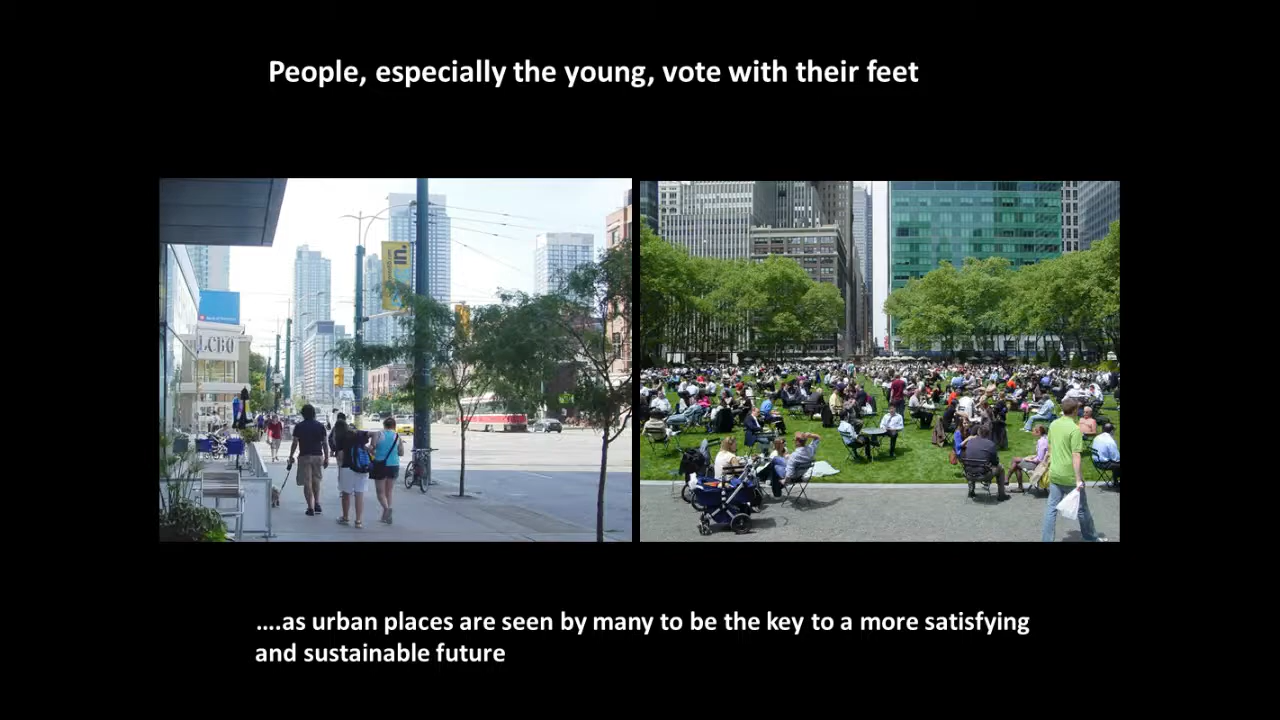 People, especially the young, vote with their feet
LCBO
….as urban places are seen by many to be the key to a more satisfying
and sustainable future